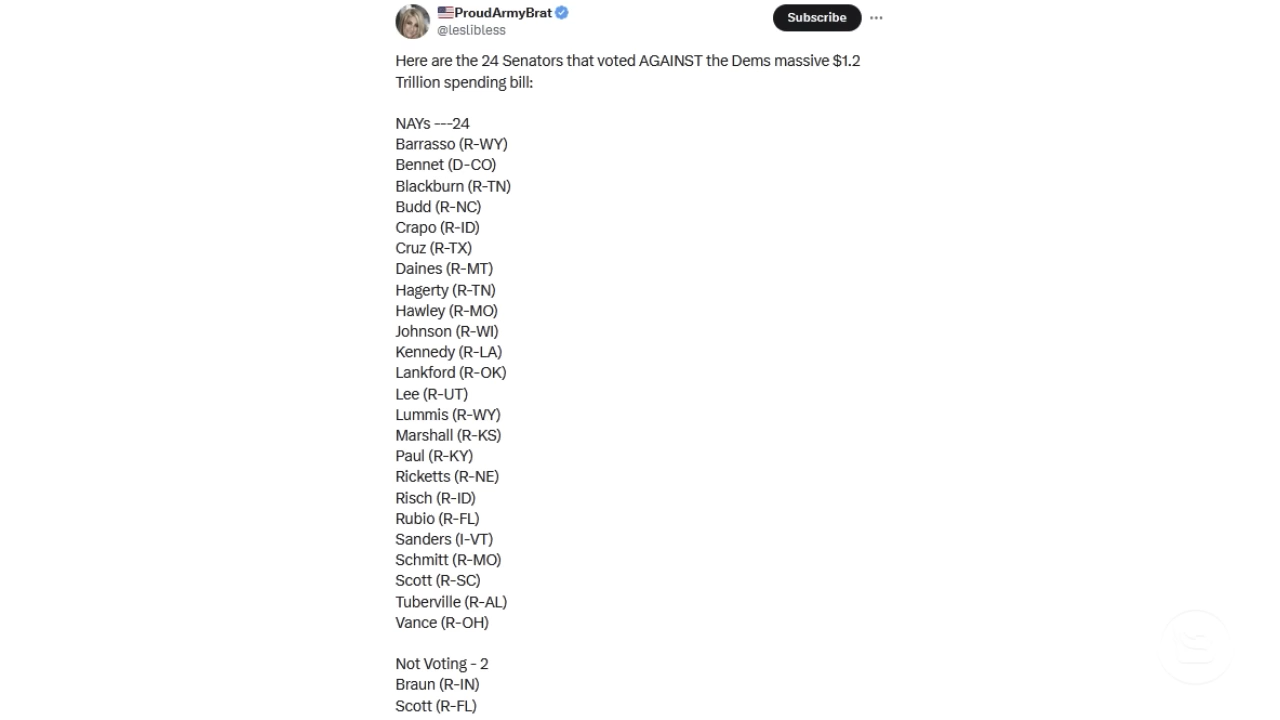 🇺🇸ProudArmyBrat
@leslibless
Subscribe
Here are the 24 Senators that voted AGAINST the Dems massive $1.2
Trillion spending bill:
NAYs ---24
Barrasso (R-WY)
Bennet (D-CO)
Blackburn (R-TN)
Budd (R-NC)
Crapo (R-ID)
Cruz (R-TX)
Daines (R-MT)
Hagerty (R-TN)
Hawley (R-MO)
Johnson (R-WI)
Kennedy (R-LA)
Lankford (R-OK)
Lee (R-UT)
Lummis (R-WY)
Marshall (R-KS)
Paul (R-KY)
Ricketts (R-NE)
Risch (R-ID)
Rubio (R-FL)
Sanders (I-VT)
Schmitt (R-MO)
Scott (R-SC)
Tuberville (R-AL)
Vance (R-OH)
Not Voting - 2
Braun (R-IN)
Scott (R-FL)